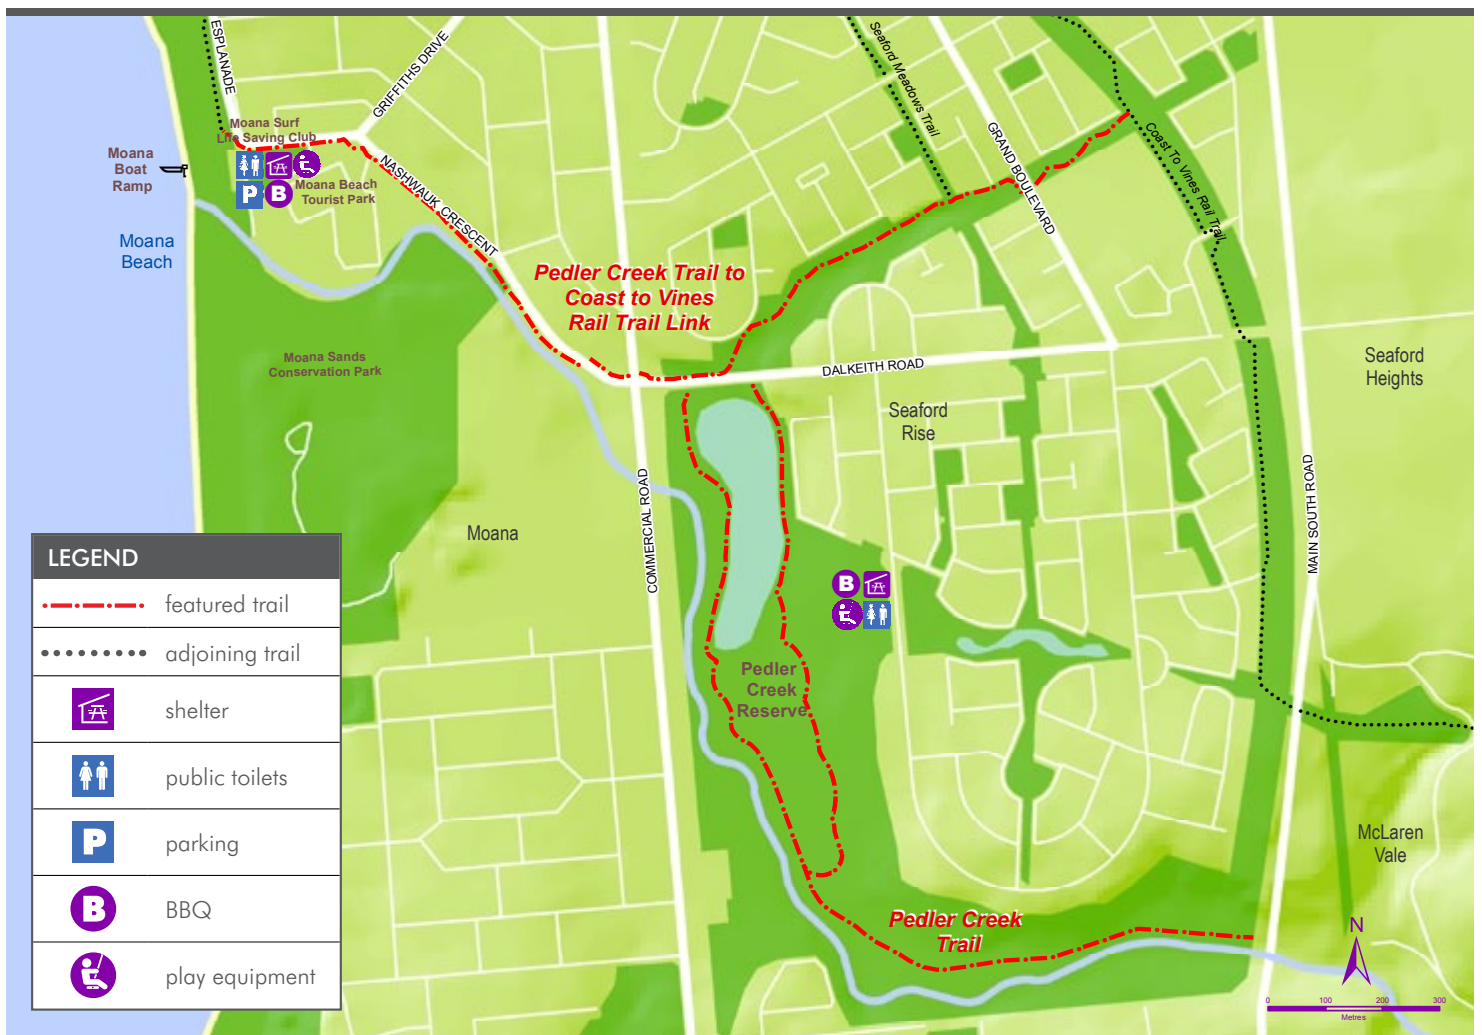 ESPLANADE
GRIFFITHS DRIVE
Moana Surf
Life Saving Club
Moana
Boat
Ramp
P
B
Moana Beach
Tourist Park
NASHWAUK CRESCENT
Moana
Beach
Seaford Meadows Trail
GRAND BOULEVARD
Coast To Vines Rail Trail
Pedler Creek Trail to
Coast to Vines
Rail Trail Link
Moana Sands
Conservation Park
DALKEITH ROAD
Seaford
Heights
Seaford
Rise
COMMERCIAL ROAD
MAIN SOUTH ROAD
Moana
B
Pedler
Creek
Reserve
McLaren
Vale
Pedler Creek
Trail
N
0 100 200 300
Metres
LEGEND
featured trail
adjoining trail
shelter
public toilets
P parking
B BBQ
play equipment